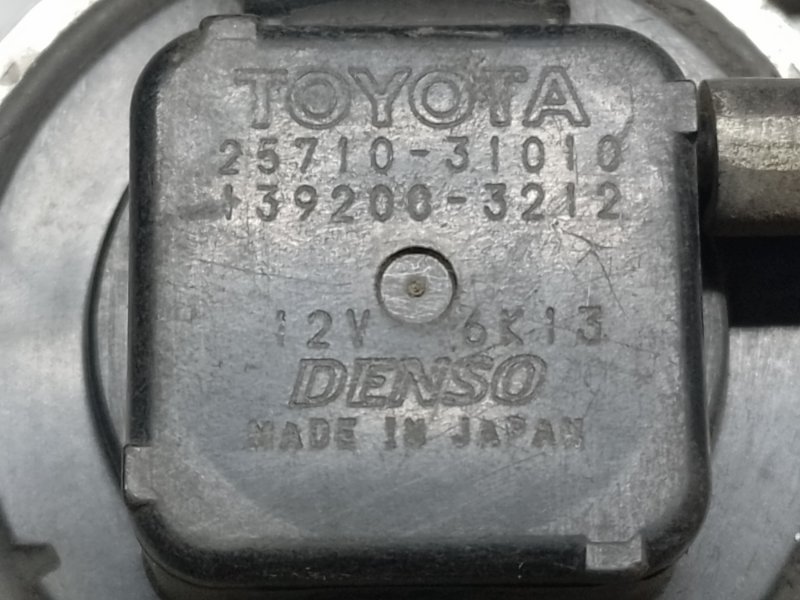 TOYOTA
25710-31010
139200-3212
12V 6K13
DENSO
MADE IN JAPAN